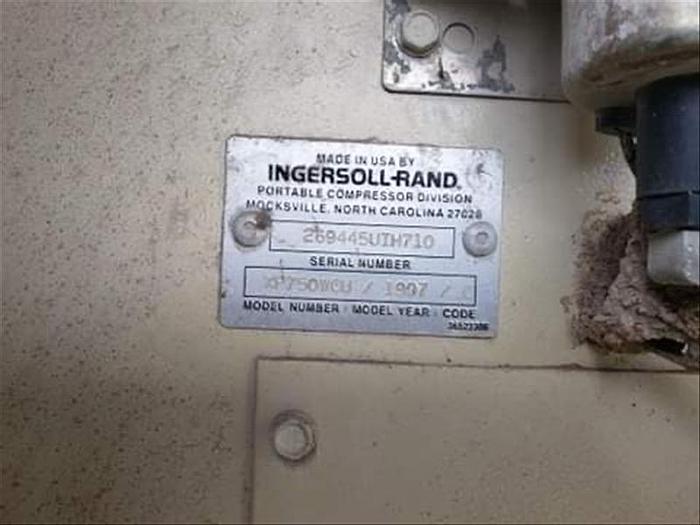 MADE IN USA BY
INGERSOLL-RAND®
PORTABLE COMPRESSOR DIVISION
MOCKSVILLE, NORTH CAROLINA 27028
269445UIH710
SERIAL NUMBER
XP750WCU / 1997 /
MODEL NUMBER / MODEL YEAR / CODE